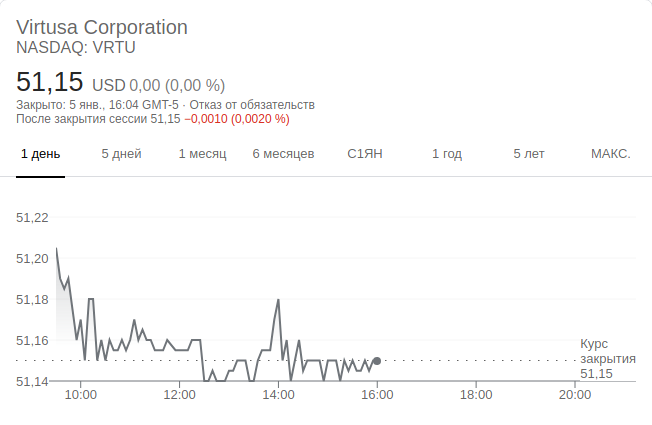 Virtusa Corporation
NASDAQ: VRTU
51,15 USD 0,00 (0,00 %)
Закрыто: 5 янв., 16:04 GMT-5 · Отказ от обязательств
После закрытия сессии 51,15 −0,0010 (0,0020 %)
1 день 5 дней 1 месяц 6 месяцев С1ЯН 1 год 5 лет МАКС.
51,22
51,20
51,18
51,16
51,14
Курс
закрытия
51,15
10:00 12:00 14:00 16:00 18:00 20:00